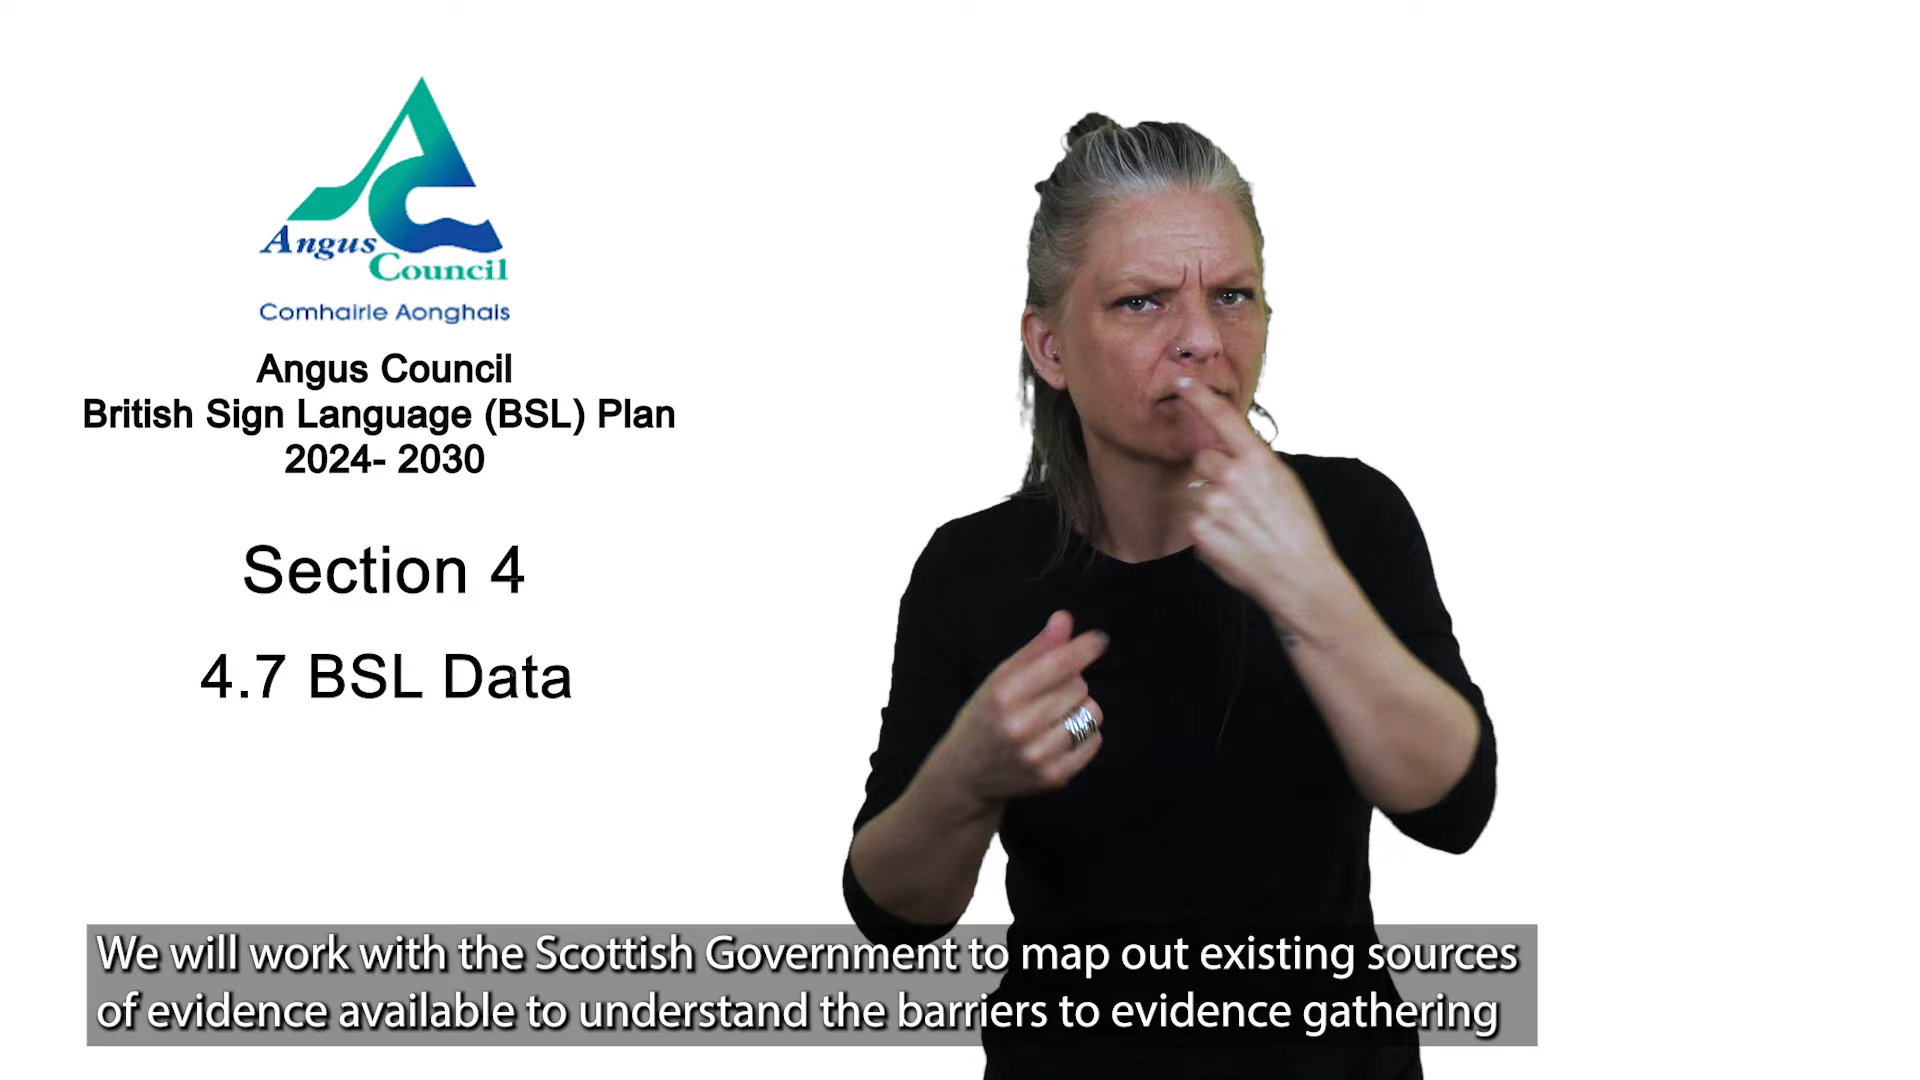 Angus
Council
Comhairle Aonghais
Angus Council
British Sign Language (BSL) Plan
2024- 2030
Section 4
4.7 BSL Data
We will work with the Scottish Government to map out existing sources
of evidence available to understand the barriers to evidence gathering